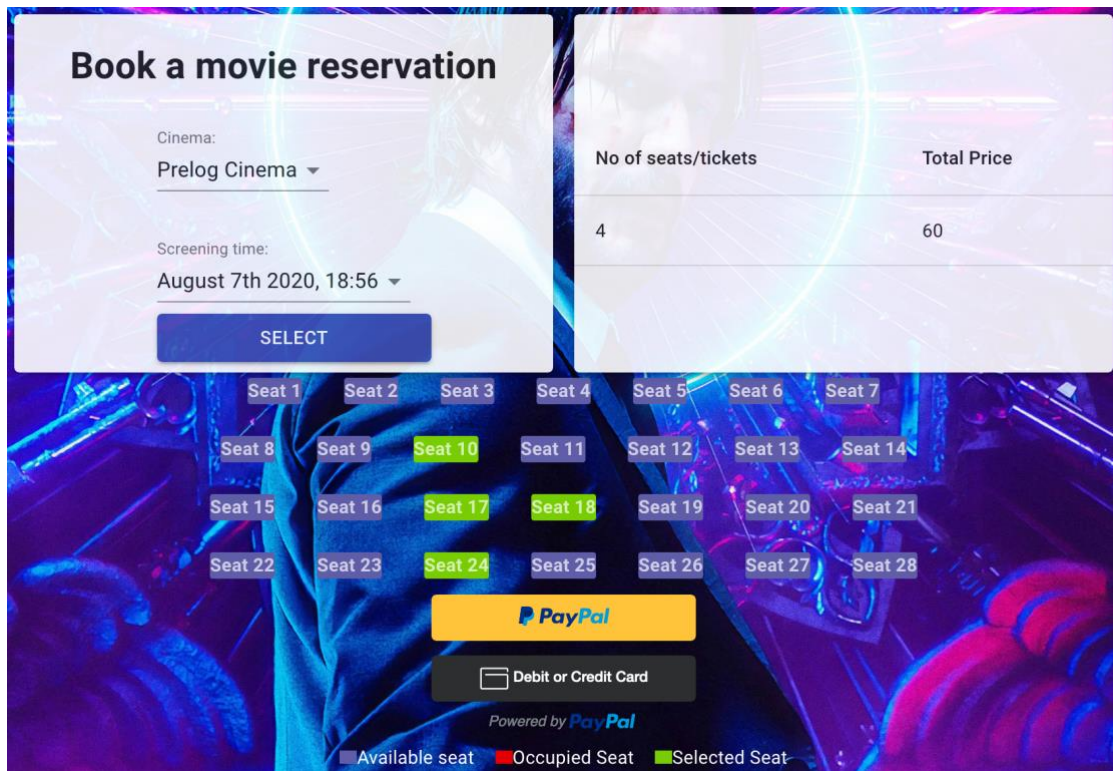 Book a movie reservation
Cinema:
Prelog Cinema
Screening time:
August 7th 2020, 18:56
SELECT
No of seats/tickets Total Price
4 60
Seat 1 Seat 2 Seat 3 Seat 4 Seat 5 Seat 6 Seat 7
Seat 8 Seat 9 Seat 10 Seat 11 Seat 12 Seat 13 Seat 14
Seat 15 Seat 16 Seat 17 Seat 18 Seat 19 Seat 20 Seat 21
Seat 22 Seat 23 Seat 24 Seat 25 Seat 26 Seat 27 Seat 28
PayPal
Debit or Credit Card
Powered by PayPal
Available seat Occupied Seat Selected Seat